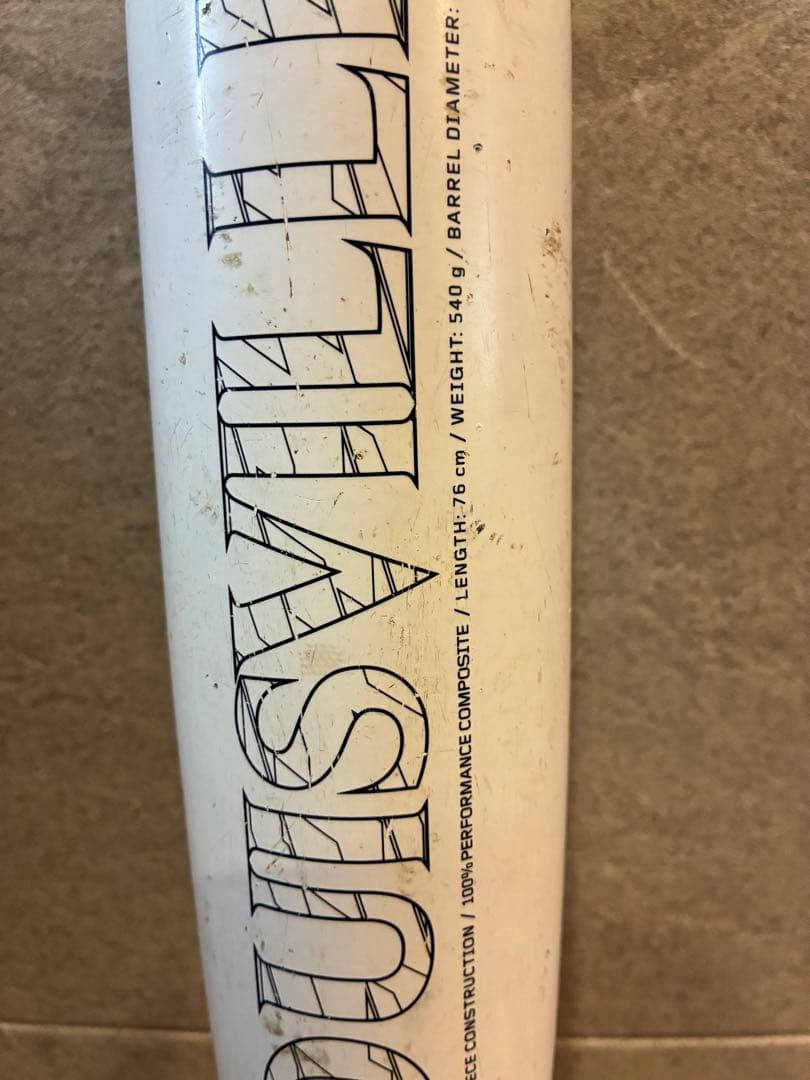 OUISVILLE
ECE CONSTRUCTION / 100% PERFORMANCE COMPOSITE / LENGTH: 76 cm / WEIGHT: 540 g / BARREL DIAMETER: